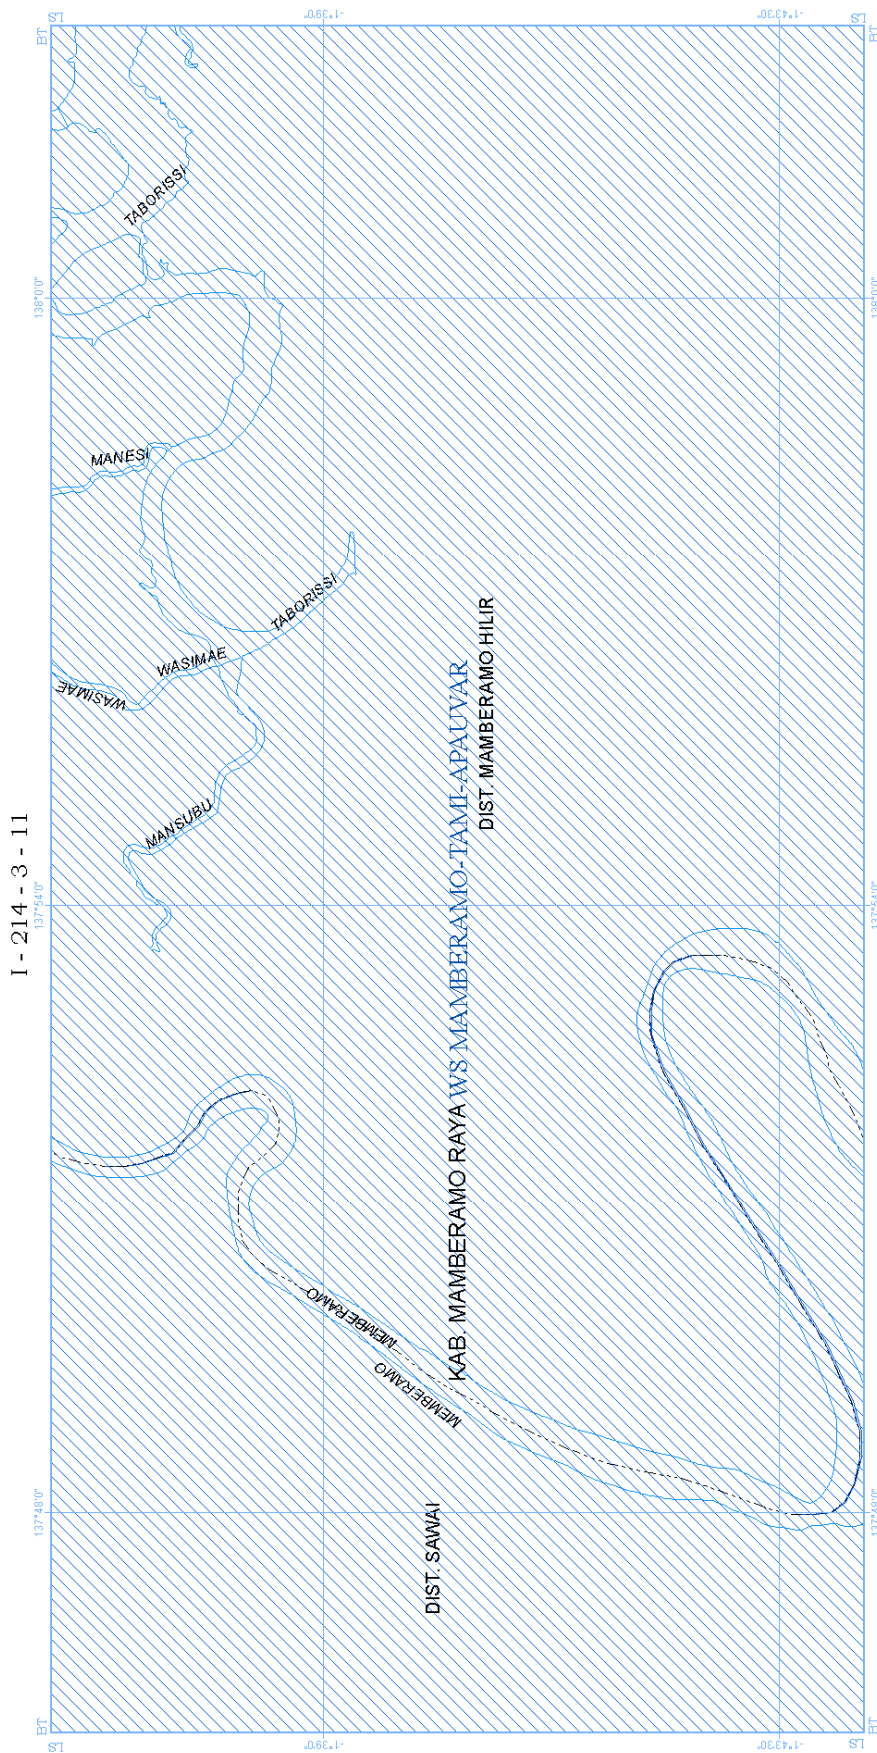 I - 214 - 3 - 11
BT
137°48'0"
137°54'0"
138°0'0"
BT
LS
LS
WASIMAE
MANESI
MANSUBU
WASIMAE
TABORISSI
TABORISSI
-1°39'0"
-1°39'0"
MEMBERAMO
MEMBERAMO
DIST. SAWAI
KAB. MAMBERAMO RAYA
WS MAMBERAMO-TAMI-APAUVAR
DIST. MAMBERAMO HILIR
-1°43'30"
-1°43'30"
LS
LS
BT
137°48'0"
137°54'0"
138°0'0"
BT